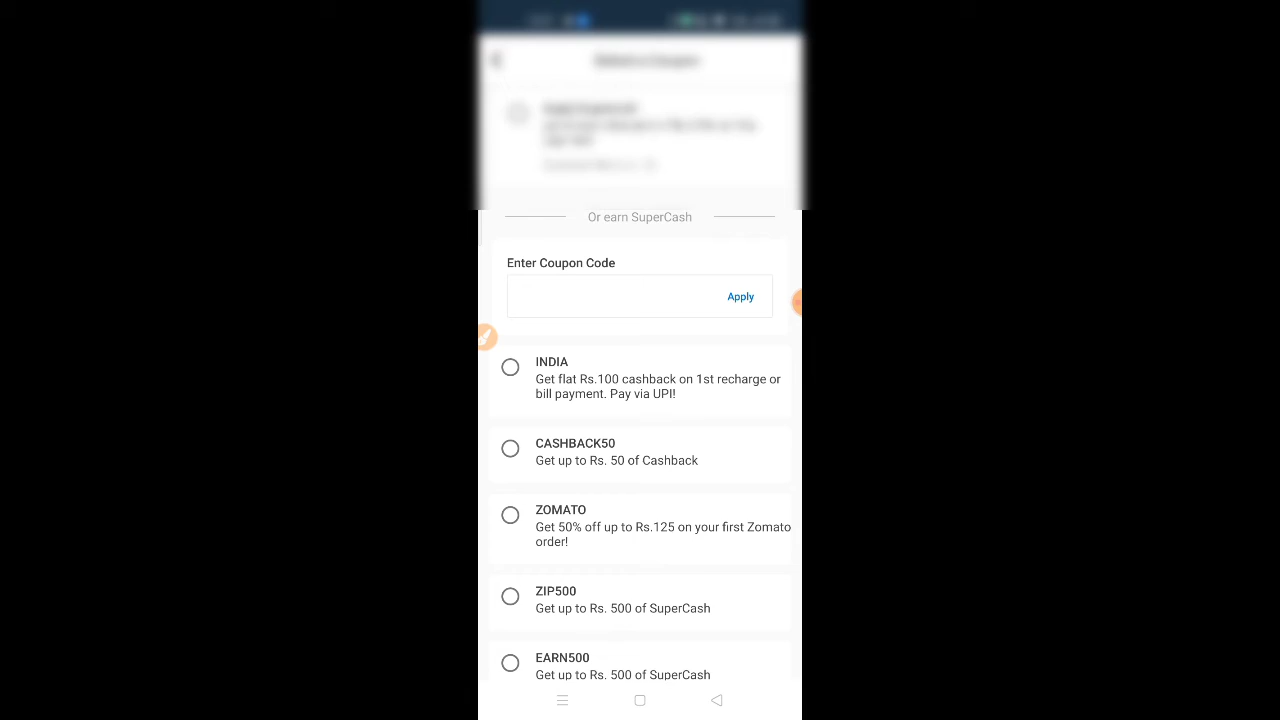 Or earn SuperCash
Enter Coupon Code
Apply
INDIA
Get flat Rs.100 cashback on 1st recharge or
bill payment. Pay via UPI!
CASHBACK50
Get up to Rs. 50 of Cashback
ZOMATO
Get 50% off up to Rs.125 on your first Zomato
order!
ZIP500
Get up to Rs. 500 of SuperCash
EARN500
Get up to Rs. 500 of SuperCash